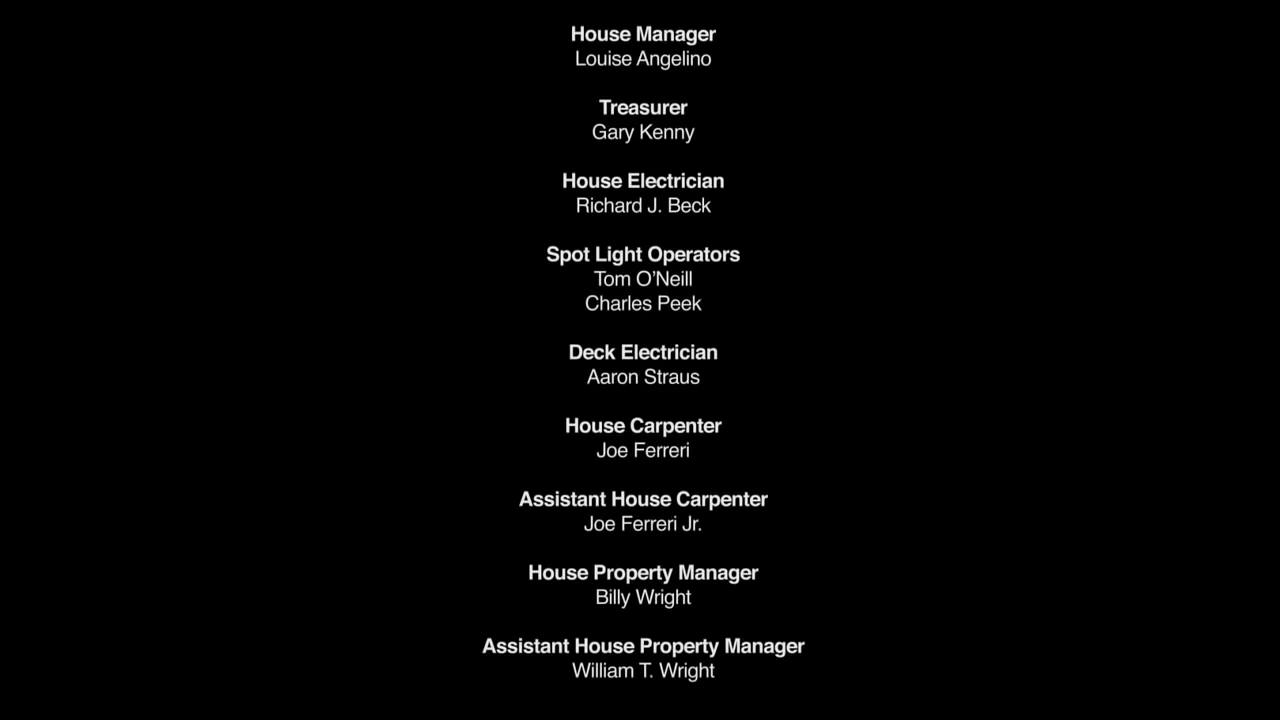 House Manager
Louise Angelino
Treasurer
Gary Kenny
House Electrician
Richard J. Beck
Spot Light Operators
Tom O’Neill
Charles Peek
Deck Electrician
Aaron Straus
House Carpenter
Joe Ferreri
Assistant House Carpenter
Joe Ferreri Jr.
House Property Manager
Billy Wright
Assistant House Property Manager
William T. Wright